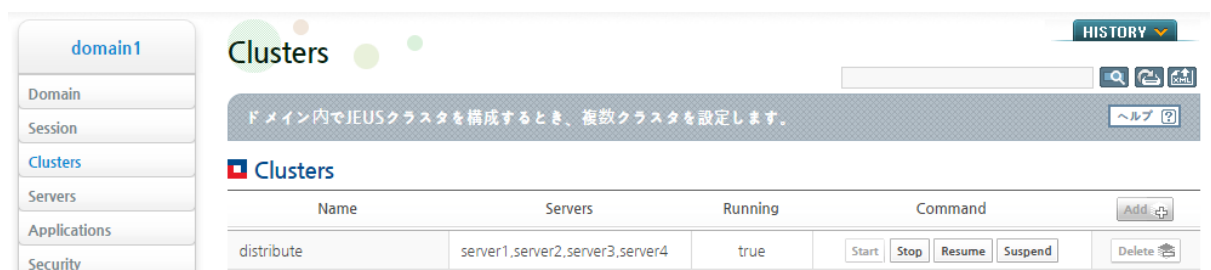 domain1
Domain
Session
Clusters
Servers
Applications
Security
Clusters
HISTORY
XML
ドメイン内でJEUSクラスタを構成するとき、複数クラスタを設定します。
ヘルプ ?
Clusters
Name Servers Running Command Add
distribute server1,server2,server3,server4 true Start Stop Resume Suspend Delete